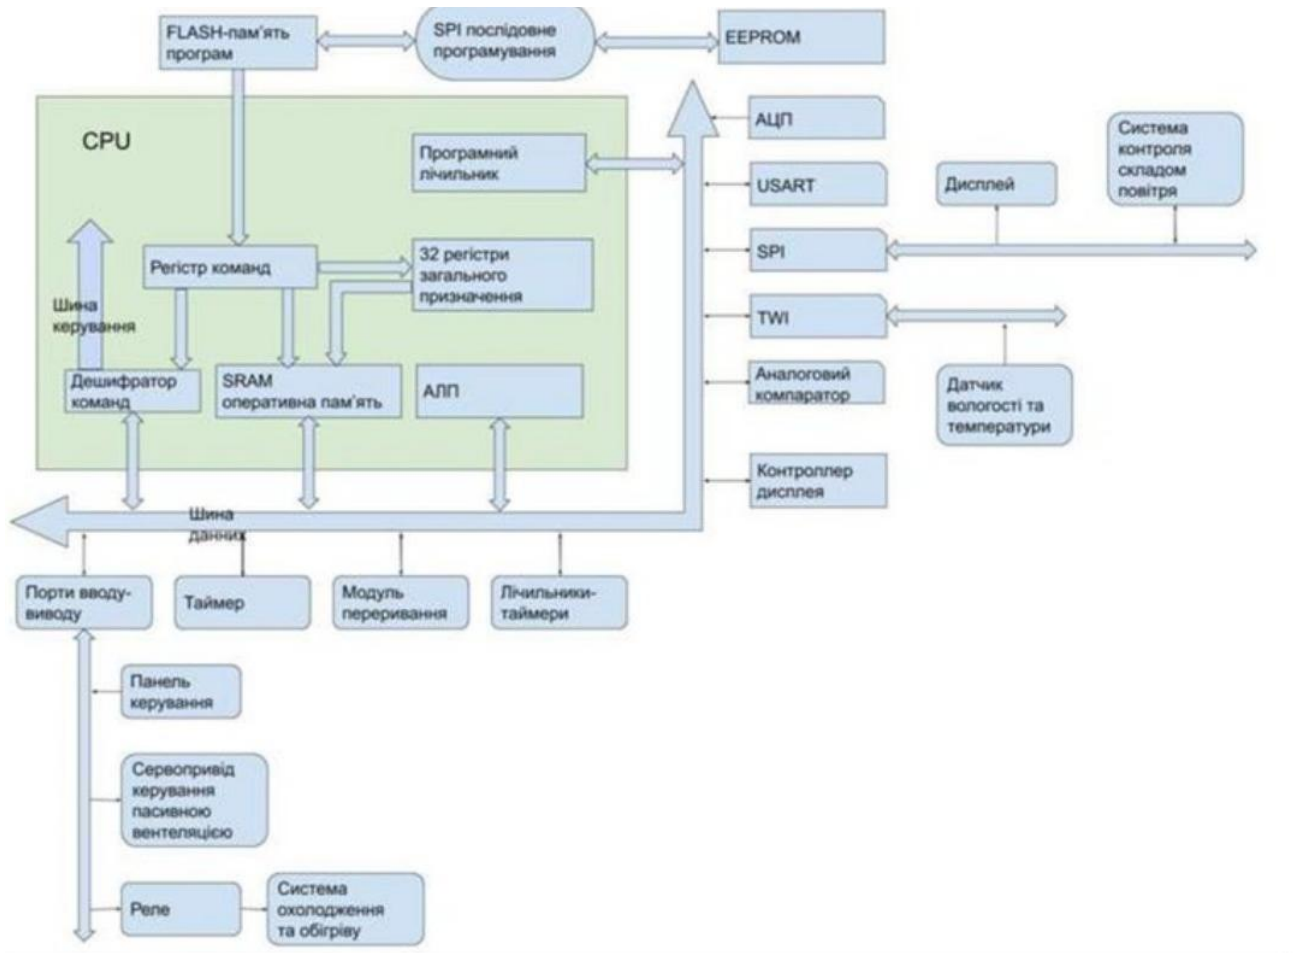 FLASH-пам'ять
програм
SPI послідовне
програмування
EEPROM
CPU
Програмний
лічильник
АЦП
USART
SPI
TWI
Аналоговий
компаратор
Контроллер
дисплея
Дисплей
Система
контроля
складом
повітря
Датчик
вологості та
температури
Регістр команд
32 регістри
загального
призначення
Шина
керування
Дешифратор
команд
SRAM
оперативна пам'ять
АЛП
Шина
данних
Порти вводу-
виводу
Таймер
Модуль
переривання
Лічильники-
таймери
Панель
керування
Сервопривід
керування
пасивною
вентеляцією
Реле
Система
охолодження
та обігріву